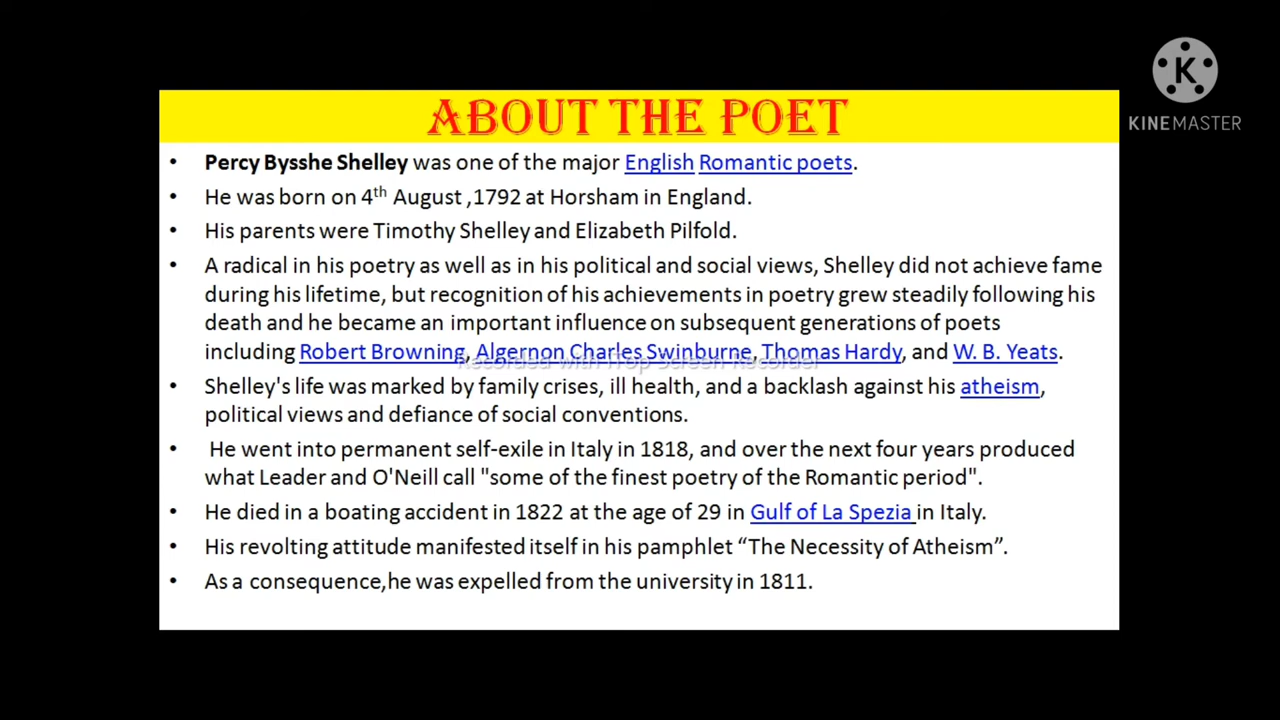 ABOUT THE POET
K
KINEMASTER
• Percy Bysshe Shelley was one of the major English Romantic poets.
• He was born on 4th August ,1792 at Horsham in England.
• His parents were Timothy Shelley and Elizabeth Pilfold.
• A radical in his poetry as well as in his political and social views, Shelley did not achieve fame
during his lifetime, but recognition of his achievements in poetry grew steadily following his
death and he became an important influence on subsequent generations of poets
including Robert Browning, Algernon Charles Swinburne, Thomas Hardy, and W. B. Yeats.
Recorded with iTop Screen Recorder
• Shelley's life was marked by family crises, ill health, and a backlash against his atheism,
political views and defiance of social conventions.
• He went into permanent self-exile in Italy in 1818, and over the next four years produced
what Leader and O'Neill call "some of the finest poetry of the Romantic period".
• He died in a boating accident in 1822 at the age of 29 in Gulf of La Spezia in Italy.
• His revolting attitude manifested itself in his pamphlet “The Necessity of Atheism”.
• As a consequence,he was expelled from the university in 1811.